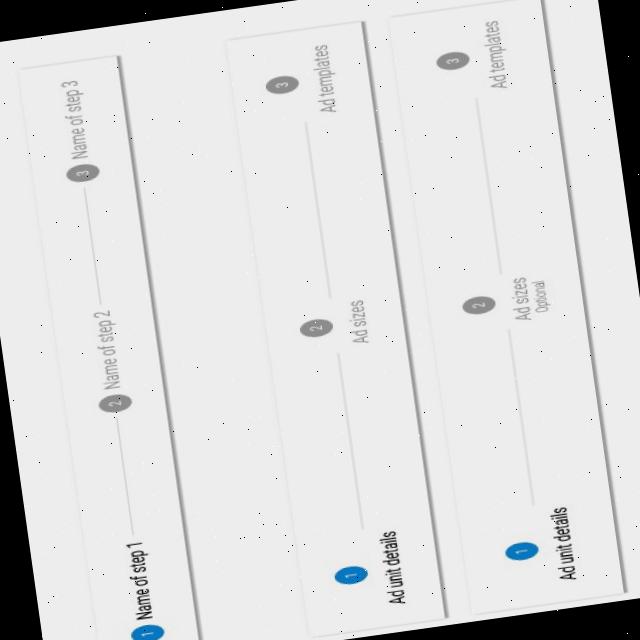 1 Name of step 1
2 Name of step 2
3 Name of step 3
1
2
3
Ad unit details
Ad sizes
Ad templates
1
2
3
Ad unit details
Ad sizes
Ad templates
Optional